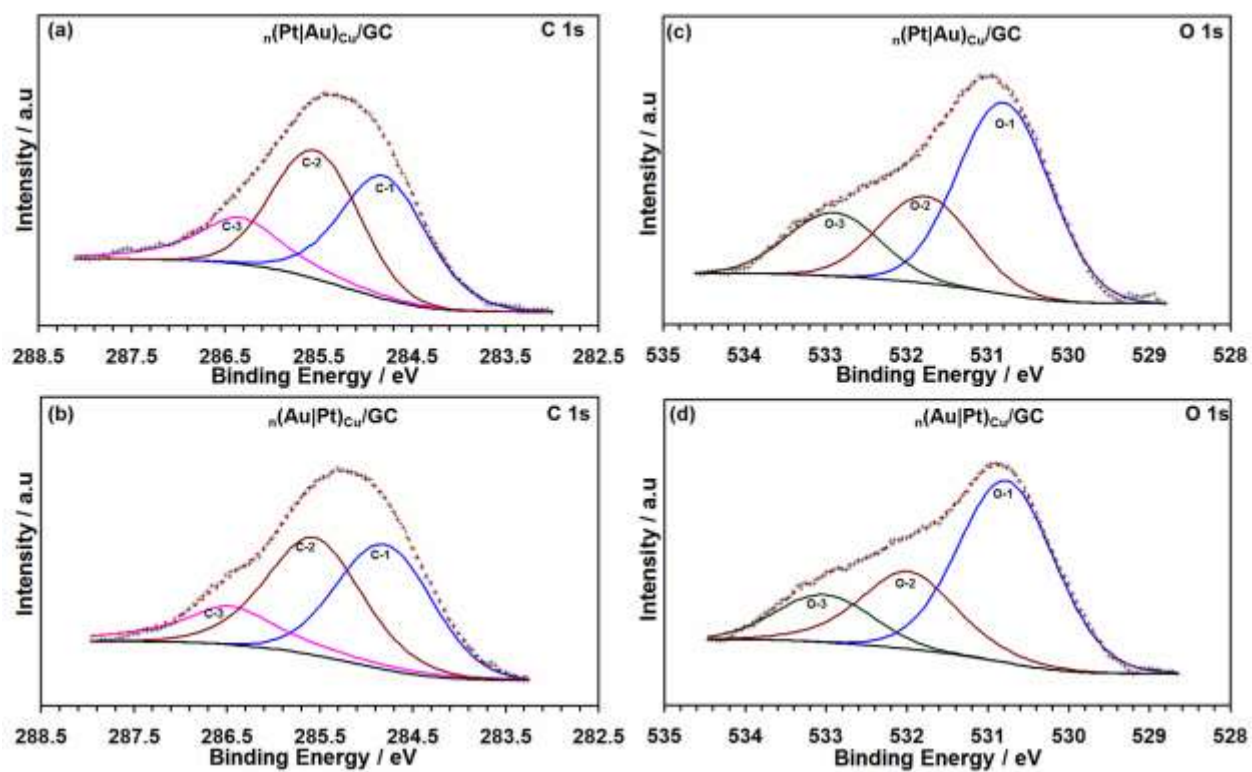 (a)
ₙ(Pt|Au)Cu/GC
C 1s
C-2
C-1
C-3
Intensity / a.u
288.5 287.5 286.5 285.5 284.5 283.5 282.5
Binding Energy / eV
(c)
ₙ(Pt|Au)Cu/GC
O 1s
O-1
O-2
O-3
Intensity / a.u
535 534 533 532 531 530 529 528
Binding Energy / eV
(b)
ₙ(Au|Pt)Cu/GC
C 1s
C-2
C-1
C-3
Intensity / a.u
288.5 287.5 286.5 285.5 284.5 283.5 282.5
Binding Energy / eV
(d)
ₙ(Au|Pt)Cu/GC
O 1s
O-1
O-2
O-3
Intensity / a.u
535 534 533 532 531 530 529 528
Binding Energy / eV